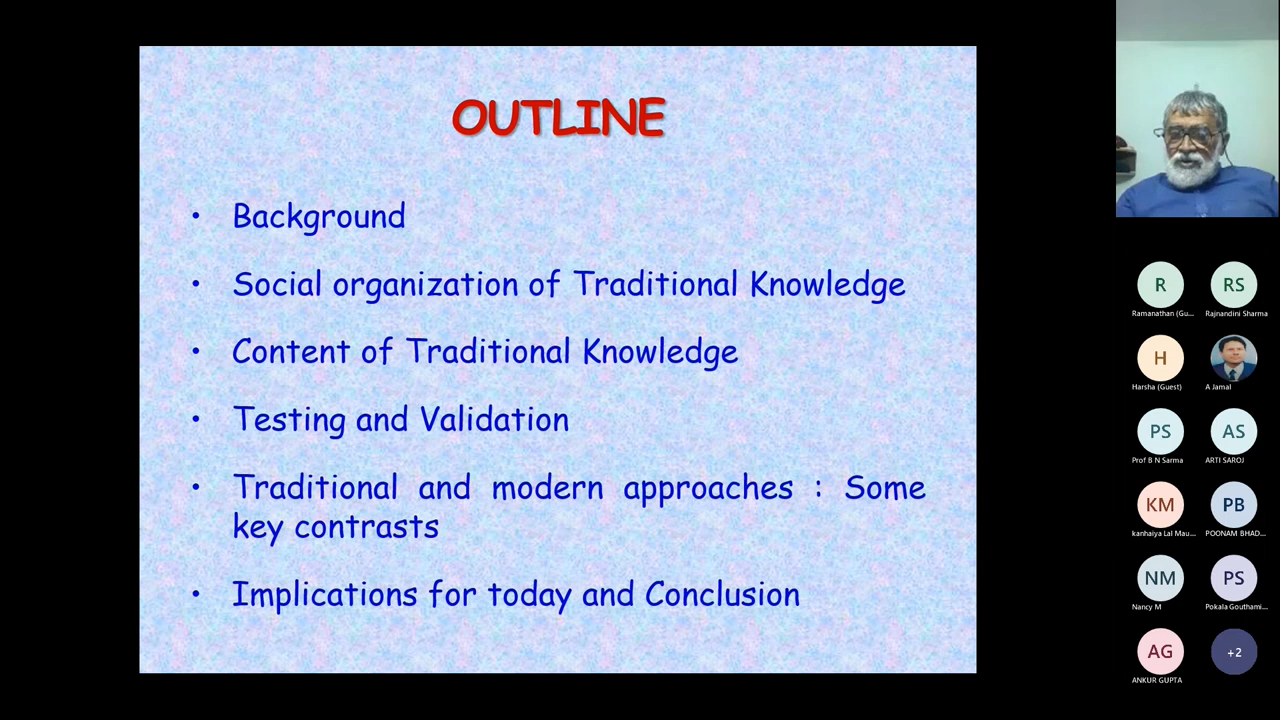 OUTLINE
• Background
• Social organization of Traditional Knowledge
• Content of Traditional Knowledge
• Testing and Validation
• Traditional and modern approaches : Some
key contrasts
• Implications for today and Conclusion
R RS
Ramanathan (Gu... Rajnandini Sharma
H
Harsha (Guest) A Jamal
PS AS
Prof B N Sarma ARTI SAROJ
KM PB
kanhaiya Lal Mau... POONAM BHAD...
NM PS
Nancy M Pokala Gouthami...
AG +2
ANKUR GUPTA